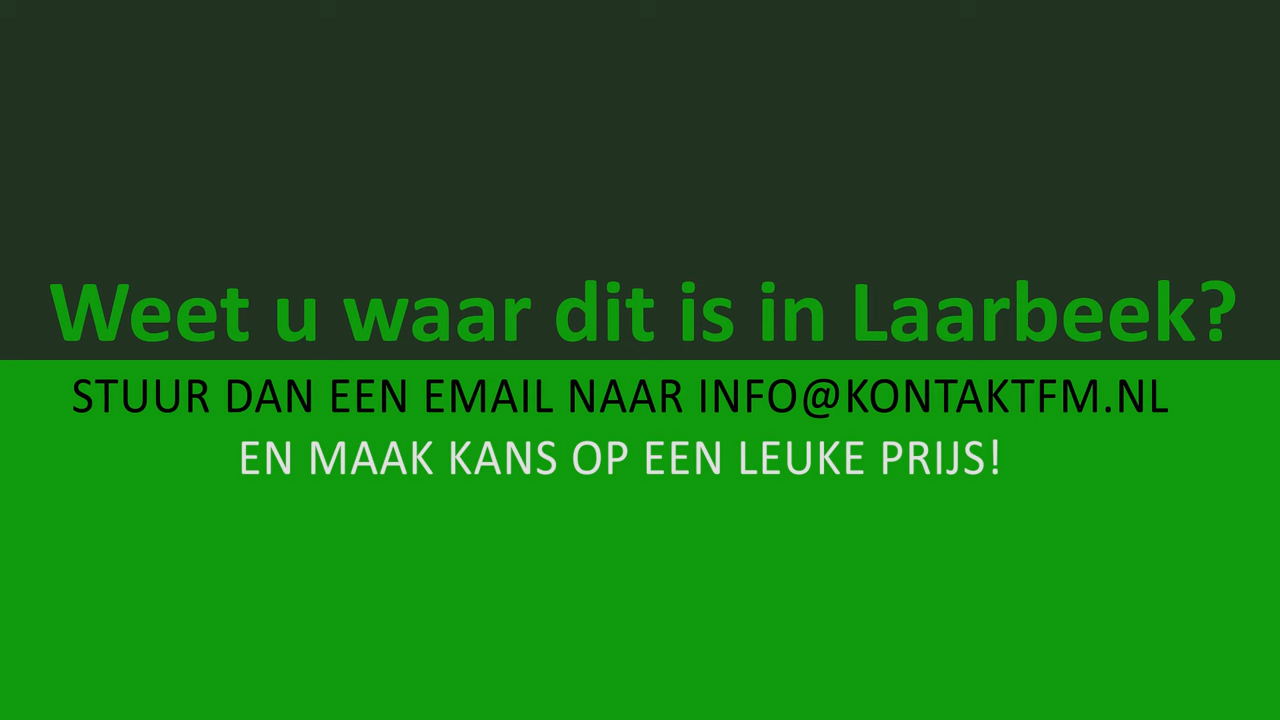 Weet u waar dit is in Laarbeek?
STUUR DAN EEN EMAIL NAAR INFO@KONTAKTFM.NL
EN MAAK KANS OP EEN LEUKE PRIJS!